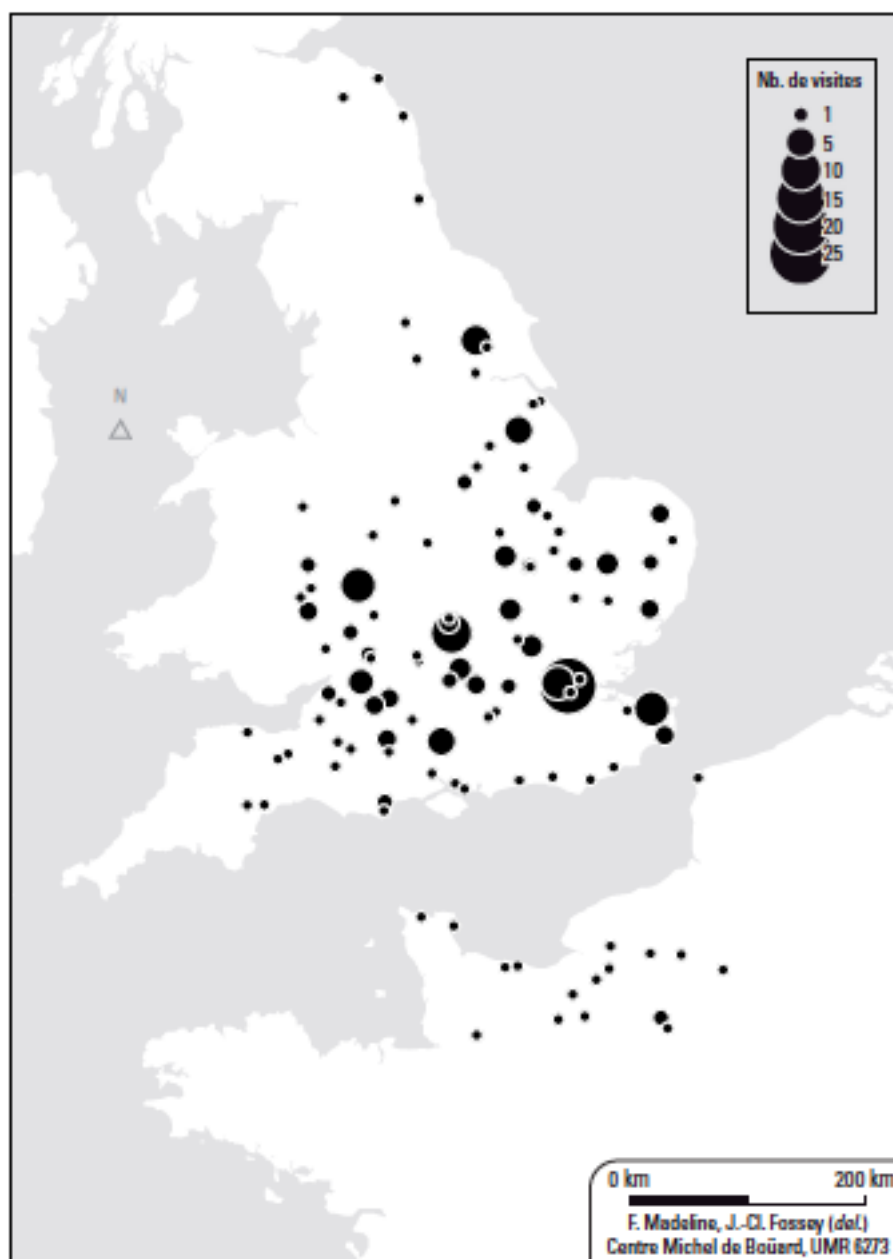 Nb. de visites
1
5
10
15
20
25
N
0 km 200 km
F. Madeline, J.-Cl. Fossey (del.)
Centre Michel de Boüard, UMR 6273